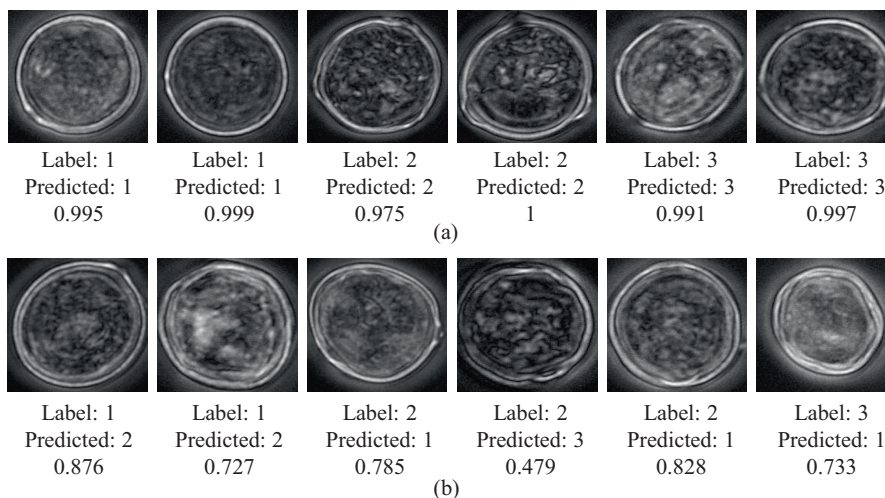 Label: 1 Label: 1 Label: 2 Label: 2 Label: 3 Label: 3
Predicted: 1 Predicted: 1 Predicted: 2 Predicted: 2 Predicted: 3 Predicted: 3
0.995 0.999 0.975 1 0.991 0.997
(a)
Label: 1 Label: 1 Label: 2 Label: 2 Label: 2 Label: 3
Predicted: 2 Predicted: 2 Predicted: 1 Predicted: 3 Predicted: 1 Predicted: 1
0.876 0.727 0.785 0.479 0.828 0.733
(b)